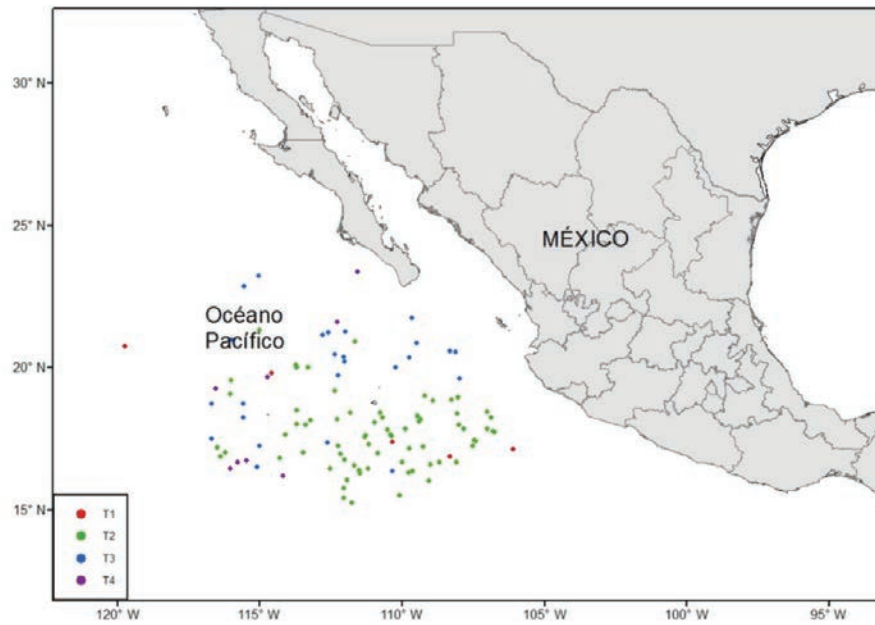 30° N
25° N
MÉXICO
Océano
Pacífico
20° N
15° N
T1
T2
T3
T4
120° W
115° W
110° W
105° W
100° W
95° W